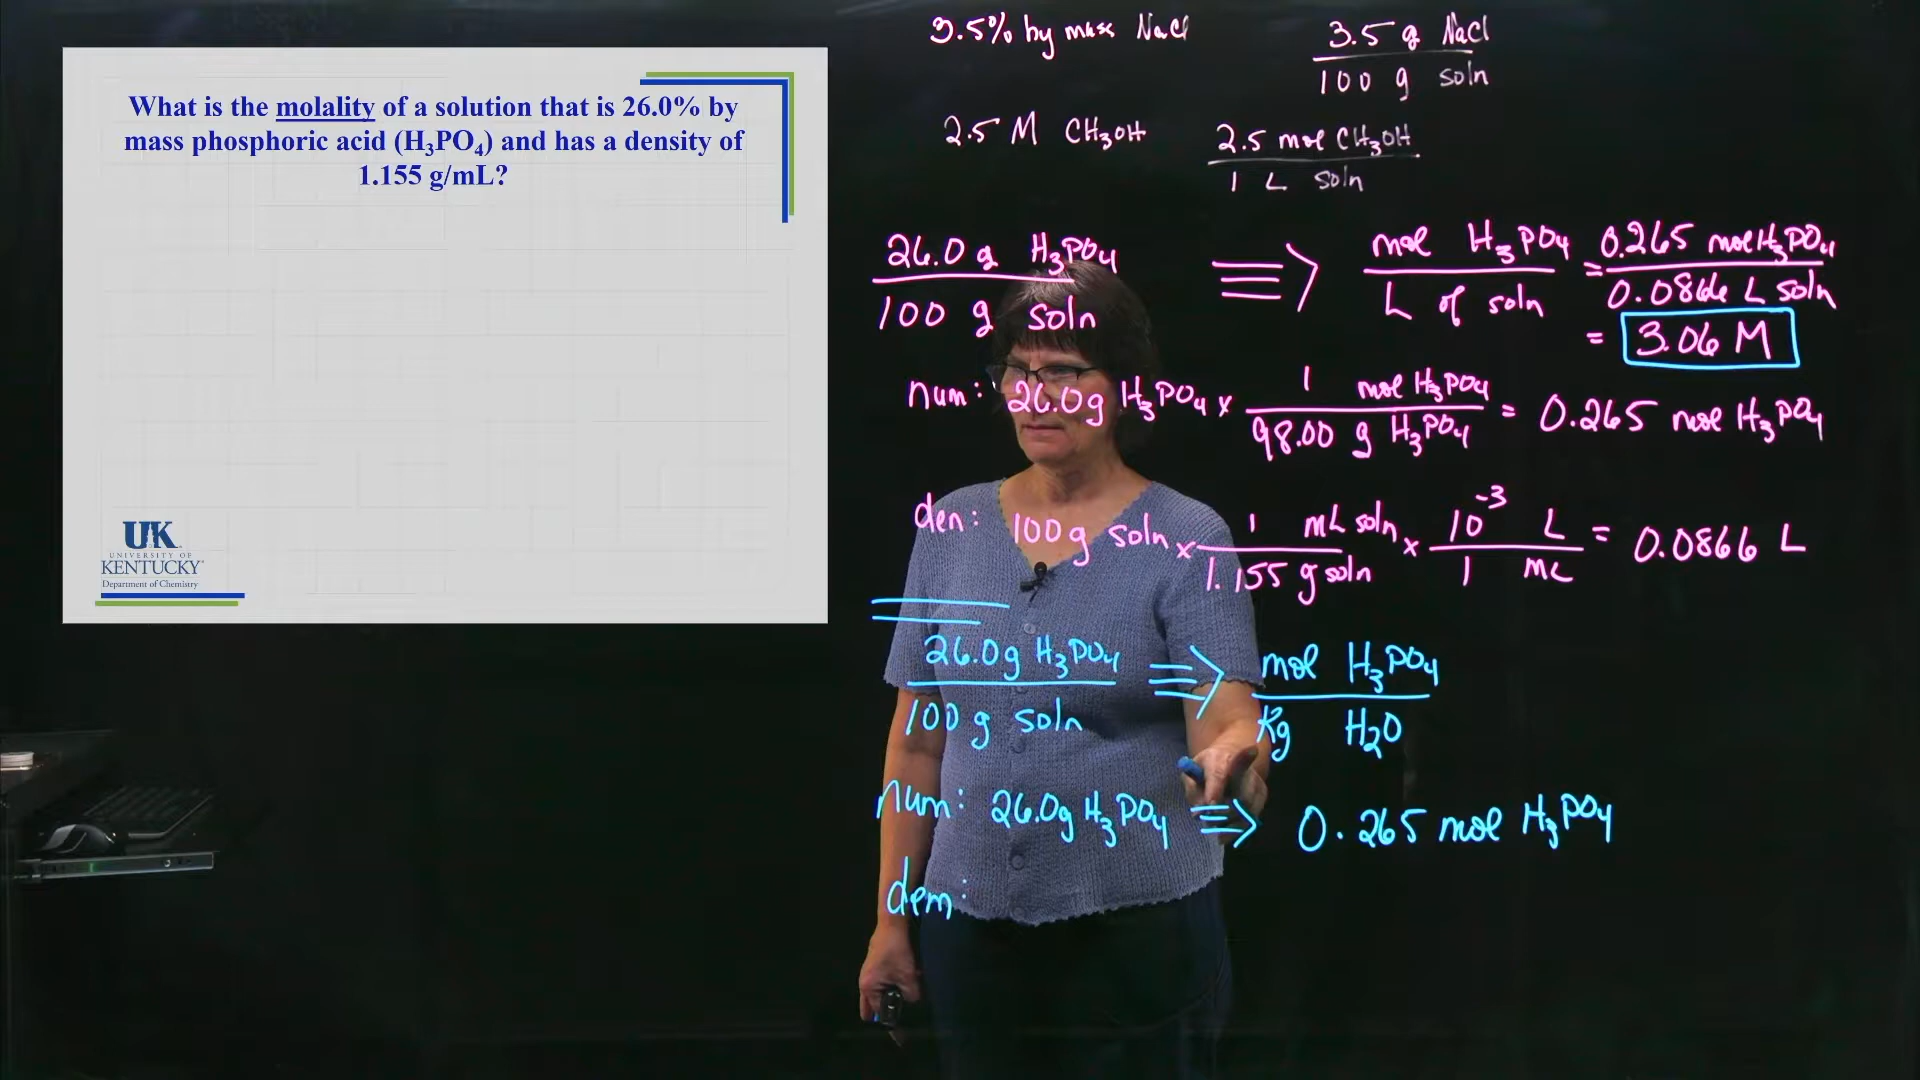 What is the molality of a solution that is 26.0% by
mass phosphoric acid (H₃PO₄) and has a density of
1.155 g/mL?
UK
UNIVERSITY OF
KENTUCKY
Department of Chemistry
3.5% by mass NaCl
3.5 g NaCl
100 g soln
2.5 M CH₃OH
2.5 mol CH₃OH
1 L soln
26.0 g H₃PO₄
100 g soln
mol H₃PO₄
L of soln
= 0.265 mol H₃PO₄
0.0866 L soln
= 3.06 M
num: 26.0g H₃PO₄ × 1 mol H₃PO₄ = 0.265 mol H₃PO₄
98.00 g H₃PO₄
den: 100g soln × 1 mL soln × 10⁻³ L = 0.0866 L
1.155 g soln 1 mL
26.0g H₃PO₄
100 g soln
mol H₃PO₄
Kg H₂O
num: 26.0g H₃PO₄ ⇒ 0.265 mol H₃PO₄
dem: